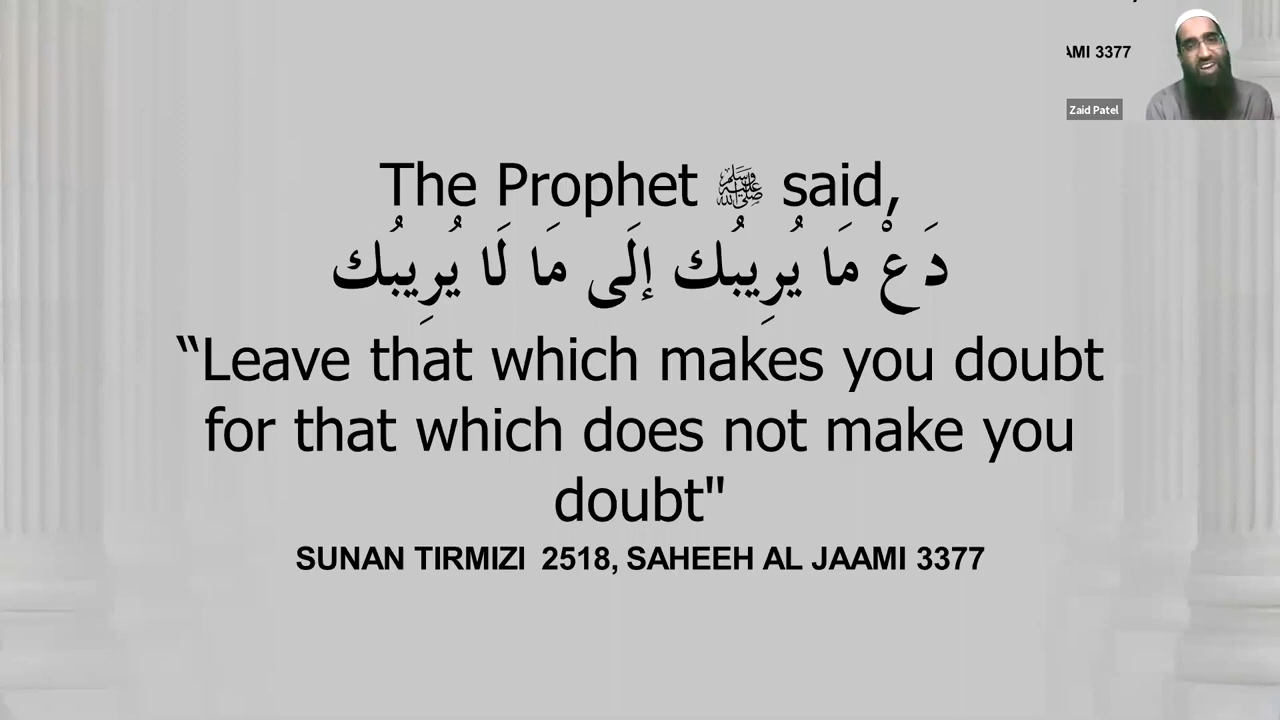 AMI 3377
Zaid Patel
The Prophet ﷺ said,
دَعْ مَا يُرِيبُك إلَى مَا لَا يُرِيبُك
“Leave that which makes you doubt
for that which does not make you
doubt"
SUNAN TIRMIZI 2518, SAHEEH AL JAAMI 3377